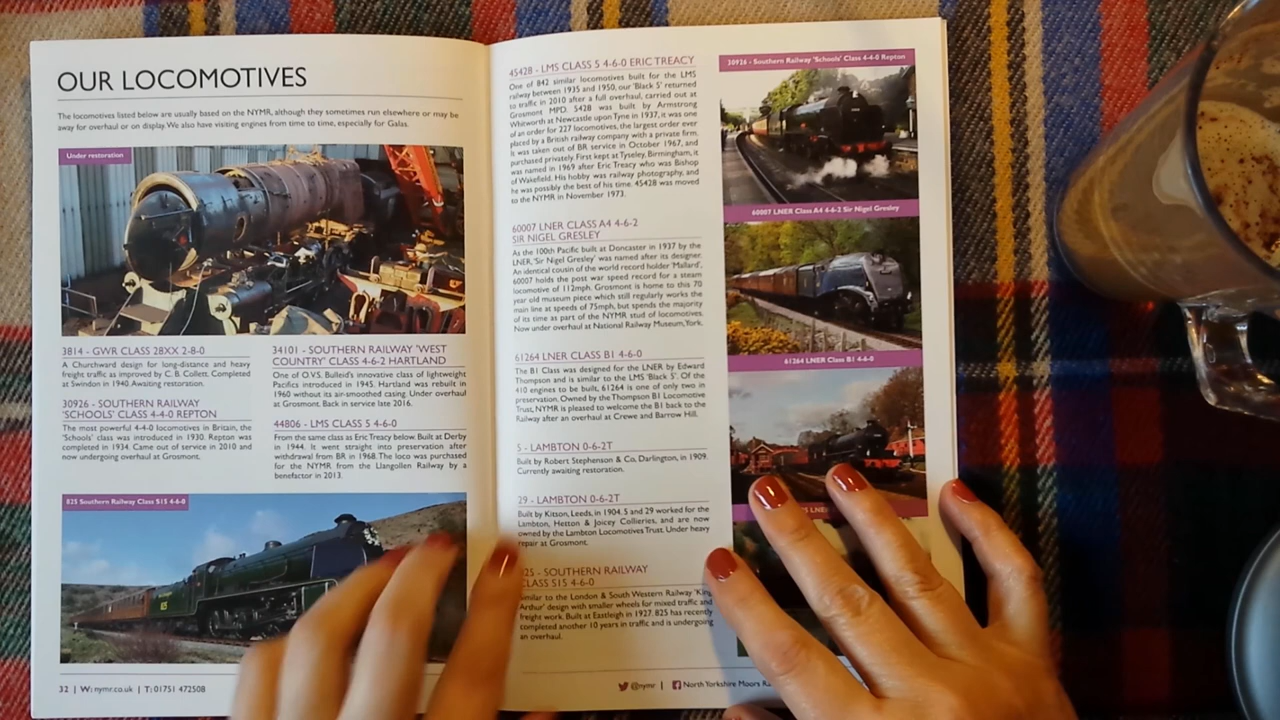 OUR LOCOMOTIVES
The locomotives listed below are usually based on the NYMR, although they sometimes run elsewhere or may be
away for overhaul or on display. We also have visiting engines from time to time, especially for Galas.
Under restoration
3814 - GWR CLASS 28XX 2-8-0
A Churchward design for long-distance and heavy
freight traffic as improved by C. B. Collett. Completed
at Swindon in 1940. Awaiting restoration.
30926 - SOUTHERN RAILWAY
'SCHOOLS' CLASS 4-4-0 REPTON
The most powerful 4-4-0 locomotives in Britain, the
'Schools' class was introduced in 1930. Repton was
completed in 1934. Came out of service in 2010 and
now undergoing overhaul at Grosmont.
34101 - SOUTHERN RAILWAY 'WEST
COUNTRY' CLASS 4-6-2 HARTLAND
One of O.V.S. Bulleid's innovative class of lightweight
Pacifics introduced in 1945. Hartland was rebuilt in
1960 without its air-smoothed casing. Under overhaul
at Grosmont. Back in service late 2016.
44806 - LMS CLASS 5 4-6-0
From the same class as Eric Treacy below. Built at Derby
in 1944. It went straight into preservation after
withdrawal from BR in 1968. The loco was purchased
for the NYMR from the Llangollen Railway by a
benefactor in 2013.
825 Southern Railway Class S15 4-6-0
825
32 | W: nymr.co.uk | T: 01751 472508
45428 - LMS CLASS 5 4-6-0 ERIC TREACY
One of 842 similar locomotives built for the LMS
railway between 1935 and 1950, our 'Black 5' returned
to traffic in 2010 after a full overhaul, carried out at
Grosmont MPD. 5428 was built by Armstrong
Whitworth at Newcastle upon Tyne in 1937, it was one
of an order for 227 locomotives, the largest order ever
placed by a British railway company with a private firm.
It was taken out of BR service in October 1967, and
purchased privately. First kept at Tyseley, Birmingham, it
was named in 1969 after Eric Treacy who was Bishop
of Wakefield. His hobby was railway photography, and
he was possibly the best of his time. 45428 was moved
to the NYMR in November 1973.
60007 LNER CLASS A4 4-6-2
SIR NIGEL GRESLEY
As the 100th Pacific built at Doncaster in 1937 by the
LNER, 'Sir Nigel Gresley' was named after its designer.
An identical cousin of the world record holder 'Mallard',
60007 holds the post war speed record for a steam
locomotive of 112mph. Grosmont is home to this 70
year old museum piece which still regularly works the
main line at speeds of 75mph, but spends the majority
of its time as part of the NYMR stud of locomotives.
Now under overhaul at National Railway Museum, York.
61264 LNER CLASS B1 4-6-0
The B1 Class was designed for the LNER by Edward
Thompson and is similar to the LMS 'Black 5'. Of the
410 engines to be built, 61264 is one of only two in
preservation. Owned by the Thompson B1 Locomotive
Trust, NYMR is pleased to welcome the B1 back to the
Railway after an overhaul at Crewe and Barrow Hill.
5 - LAMBTON 0-6-2T
Built by Robert Stephenson & Co, Darlington, in 1909.
Currently awaiting restoration.
29 - LAMBTON 0-6-2T
Built by Kitson, Leeds, in 1904. 5 and 29 worked for the
Lambton, Hetton & Joicey Collieries, and are now
owned by the Lambton Locomotives Trust. Under heavy
repair at Grosmont.
25 - SOUTHERN RAILWAY
CLASS S15 4-6-0
Similar to the London & South Western Railway 'King
Arthur' design with smaller wheels for mixed traffic and
freight work. Built at Eastleigh in 1927. 825 has recently
completed another 10 years in traffic and is undergoing
an overhaul.
30926 - Southern Railway 'Schools' Class 4-4-0 Repton
60007 LNER Class A4 4-6-2 Sir Nigel Gresley
61264 LNER Class B1 4-6-0
LNE
@nymr | North Yorkshire Moors Ra